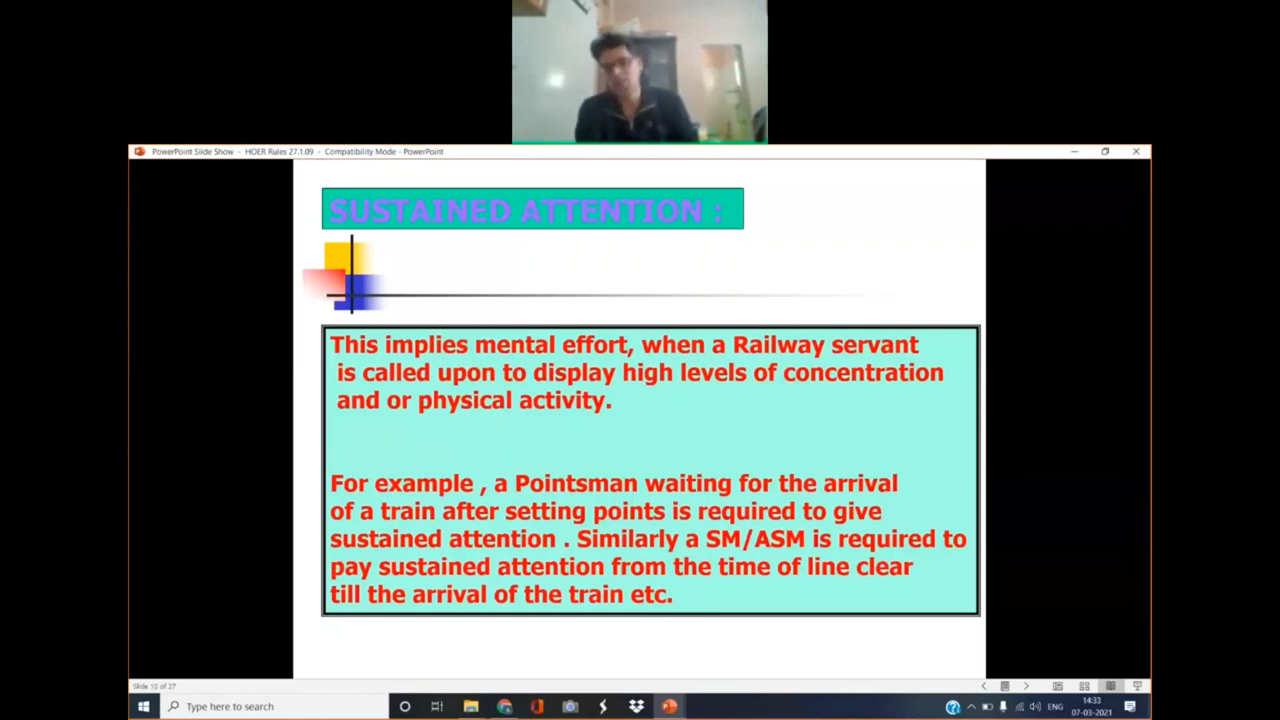 PowerPoint Slide Show - HOER Rules 27.1.09 - Compatibility Mode - PowerPoint
SUSTAINED ATTENTION :
This implies mental effort, when a Railway servant
is called upon to display high levels of concentration
and or physical activity.
For example , a Pointsman waiting for the arrival
of a train after setting points is required to give
sustained attention . Similarly a SM/ASM is required to
pay sustained attention from the time of line clear
till the arrival of the train etc.
Slide 10 of 27
Type here to search
ENG
14:33
07-03-2021